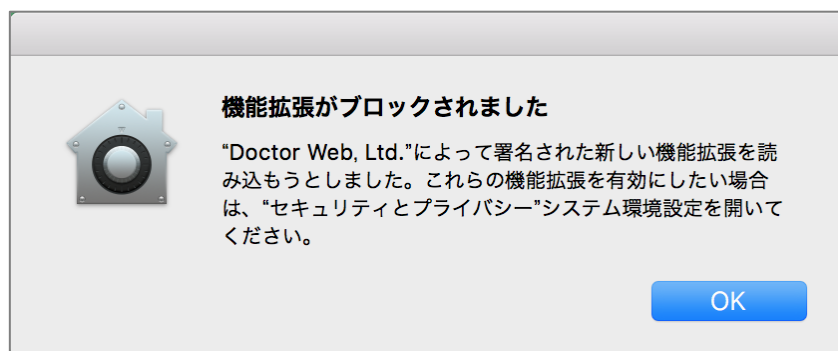 機能拡張がブロックされました
“Doctor Web, Ltd.”によって署名された新しい機能拡張を読
み込もうとしました。これらの機能拡張を有効にしたい場合
は、“セキュリティとプライバシー”システム環境設定を開いて
ください。
OK